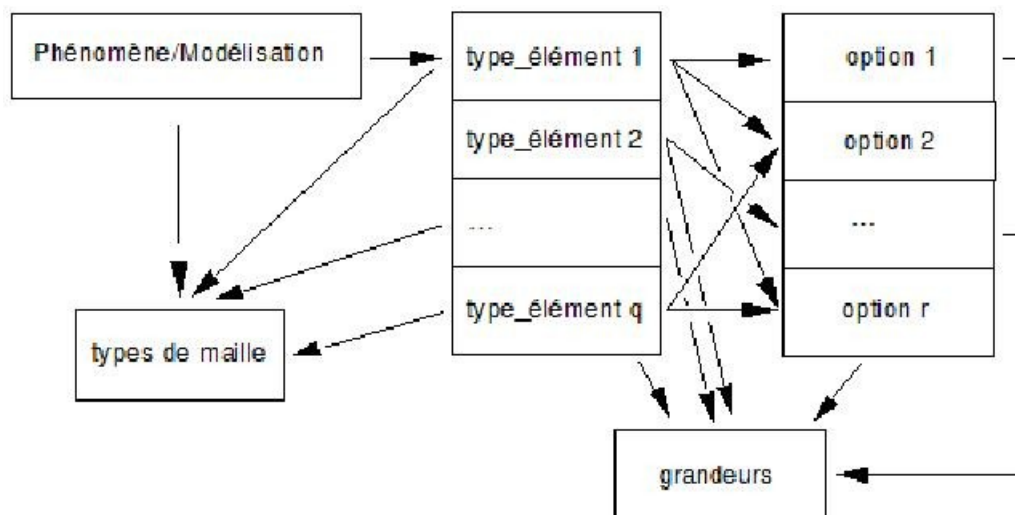 Phénomène/Modélisation
type_élément 1
option 1
type_élément 2
option 2
...
...
type_élément q
option r
types de maille
grandeurs